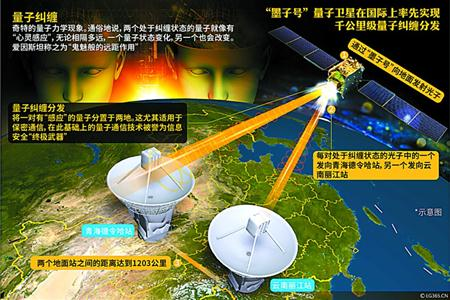 量子纠缠
奇特的量子力学现象，通俗地说，两个处于纠缠状态的量子就像有
“心灵感应”，无论相隔多远，一个量子状态变化，另一个也会改变。
爱因斯坦称之为“鬼魅般的远距作用”
“墨子号”量子卫星在国际上率先实现
千公里级量子纠缠分发
通过“墨子号”向地面发射光子
量子纠缠分发
将一对有“感应”的量子分置于两地。这尤其适用于
保密通信，在此基础上的量子通信技术被誉为信息
安全“终极武器”
每对处于纠缠状态的光子中的一个
发向青海德令哈站，另一个发向云
南丽江站
青海德令哈站
*示意图
两个地面站之间的距离达到1203公里
云南丽江站
© LG365.CN